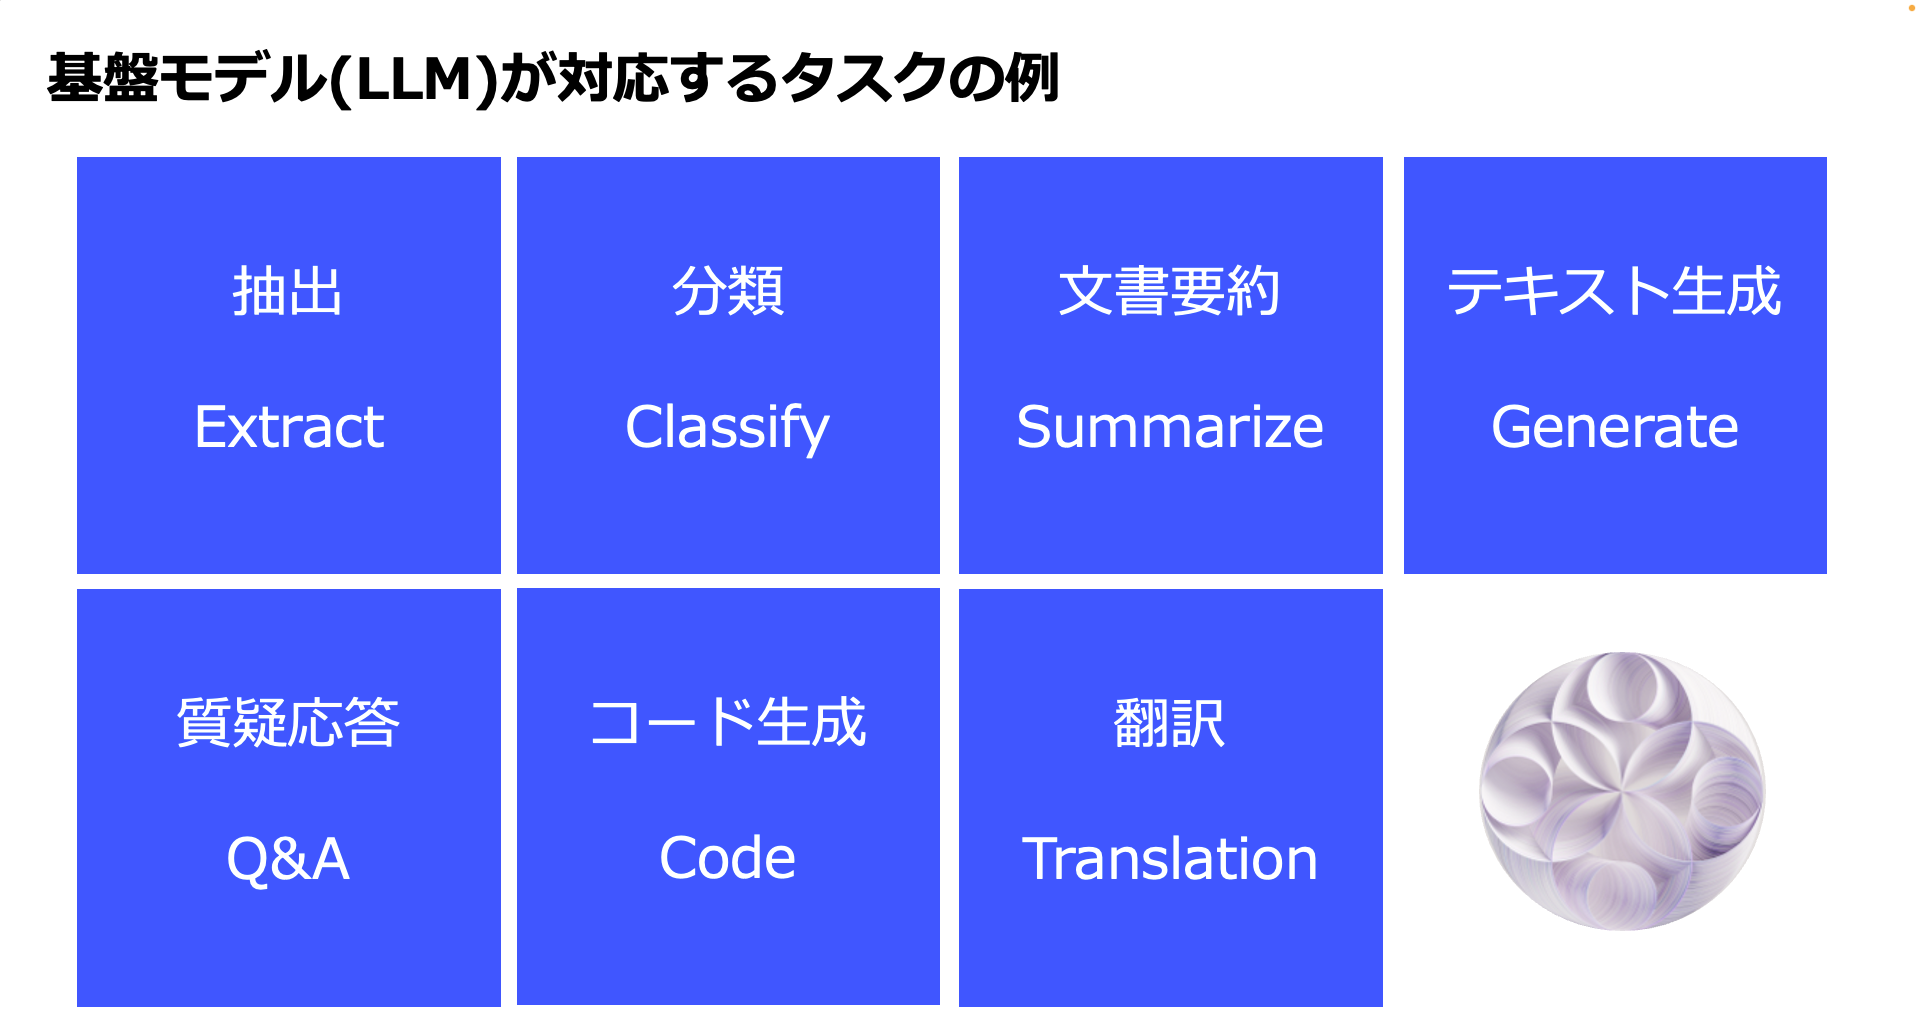 基盤モデル(LLM)が対応するタスクの例
抽出
Extract
分類
Classify
文書要約
Summarize
テキスト生成
Generate
質疑応答
Q&A
コード生成
Code
翻訳
Translation